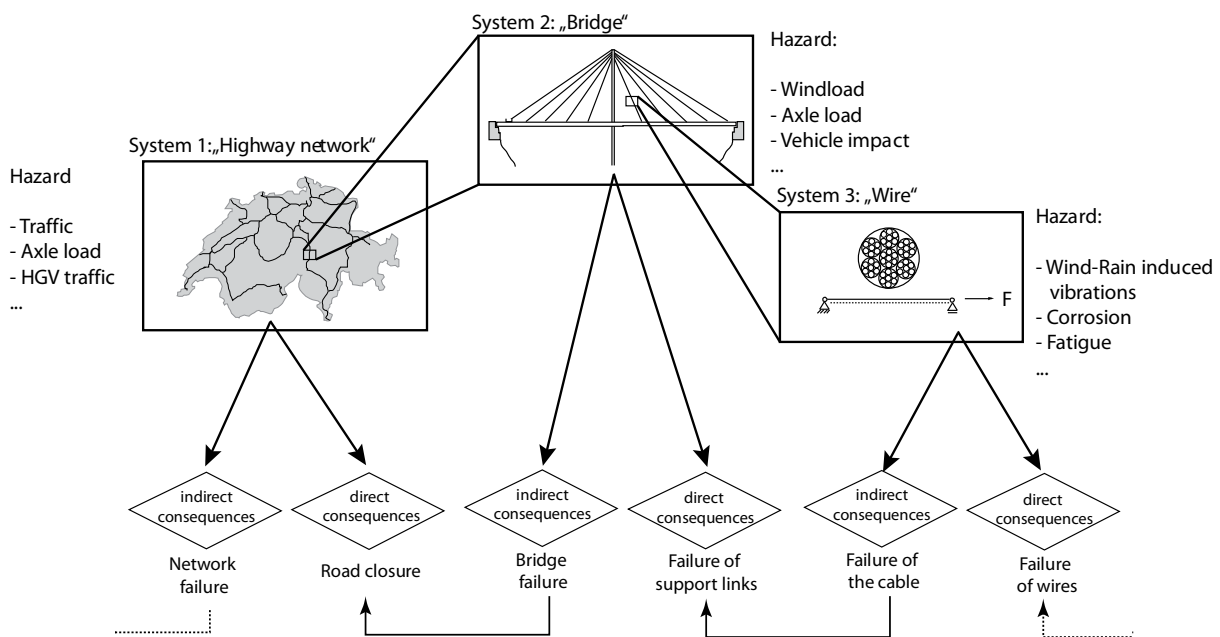 System 2: „Bridge“
Hazard:
- Windload
- Axle load
- Vehicle impact
...
System 1:„Highway network“
Hazard
- Traffic
- Axle load
- HGV traffic
...
System 3: „Wire“
F
Hazard:
- Wind-Rain induced
vibrations
- Corrosion
- Fatigue
...
indirect
consequences
Network
failure
direct
consequences
Road closure
indirect
consequences
Bridge
failure
direct
consequences
Failure of
support links
indirect
consequences
Failure of
the cable
direct
consequences
Failure
of wires